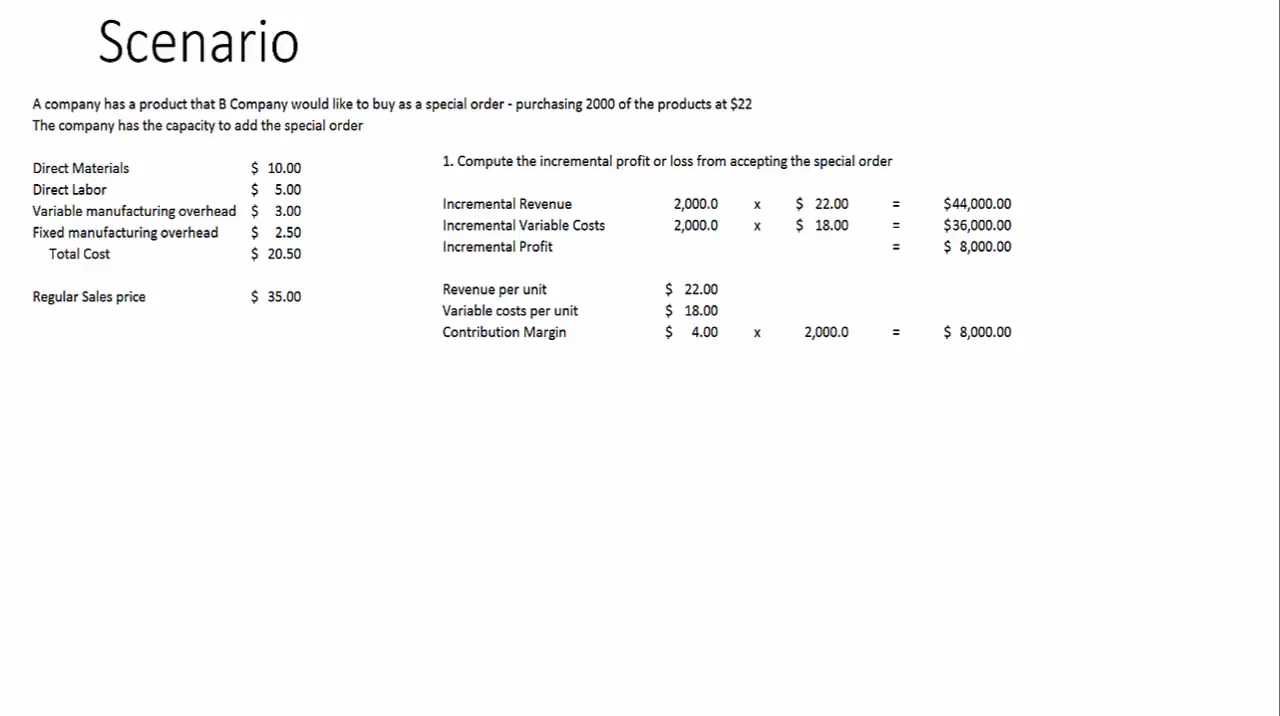 Scenario
A company has a product that B Company would like to buy as a special order - purchasing 2000 of the products at $22
The company has the capacity to add the special order
Direct Materials $ 10.00
Direct Labor $ 5.00
Variable manufacturing overhead $ 3.00
Fixed manufacturing overhead $ 2.50
Total Cost $ 20.50
Regular Sales price $ 35.00
1. Compute the incremental profit or loss from accepting the special order
Incremental Revenue 2,000.0 x $ 22.00 = $44,000.00
Incremental Variable Costs 2,000.0 x $ 18.00 = $36,000.00
Incremental Profit = $ 8,000.00
Revenue per unit $ 22.00
Variable costs per unit $ 18.00
Contribution Margin $ 4.00 x 2,000.0 = $ 8,000.00